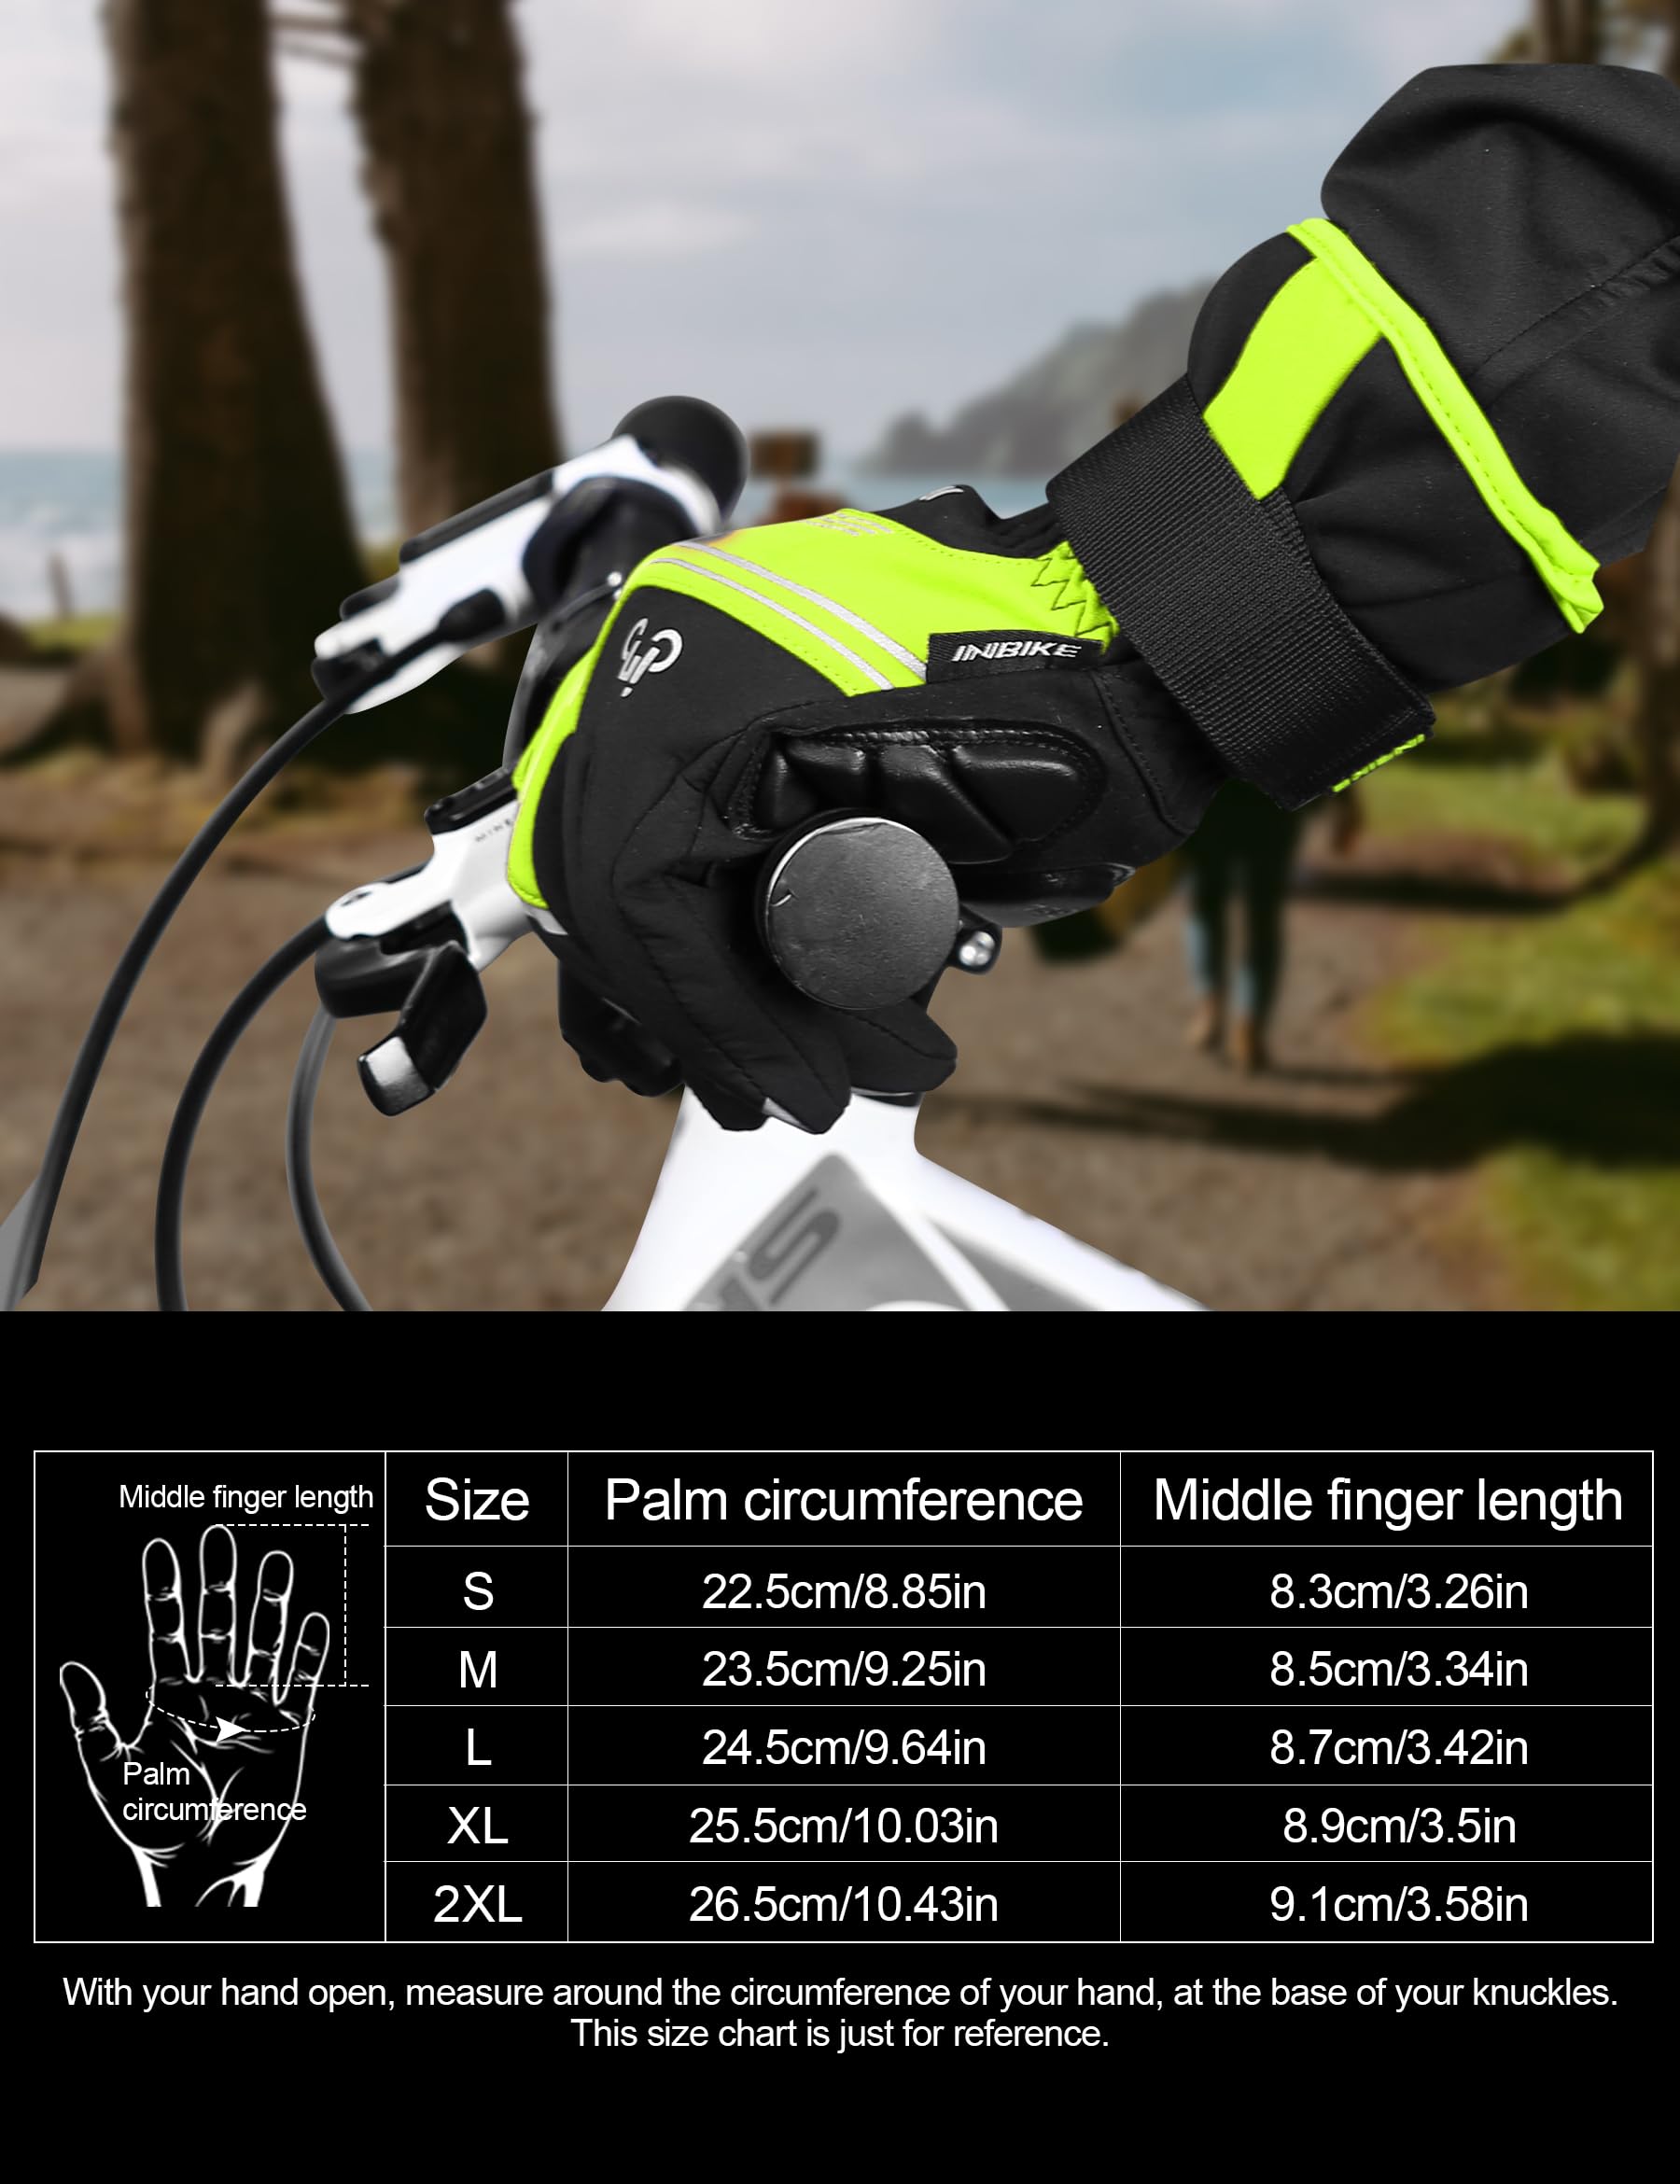 INBIKE
Middle finger length
Palm
circumference
Size Palm circumference Middle finger length
S 22.5cm/8.85in 8.3cm/3.26in
M 23.5cm/9.25in 8.5cm/3.34in
L 24.5cm/9.64in 8.7cm/3.42in
XL 25.5cm/10.03in 8.9cm/3.5in
2XL 26.5cm/10.43in 9.1cm/3.58in
With your hand open, measure around the circumference of your hand, at the base of your knuckles.
This size chart is just for reference.